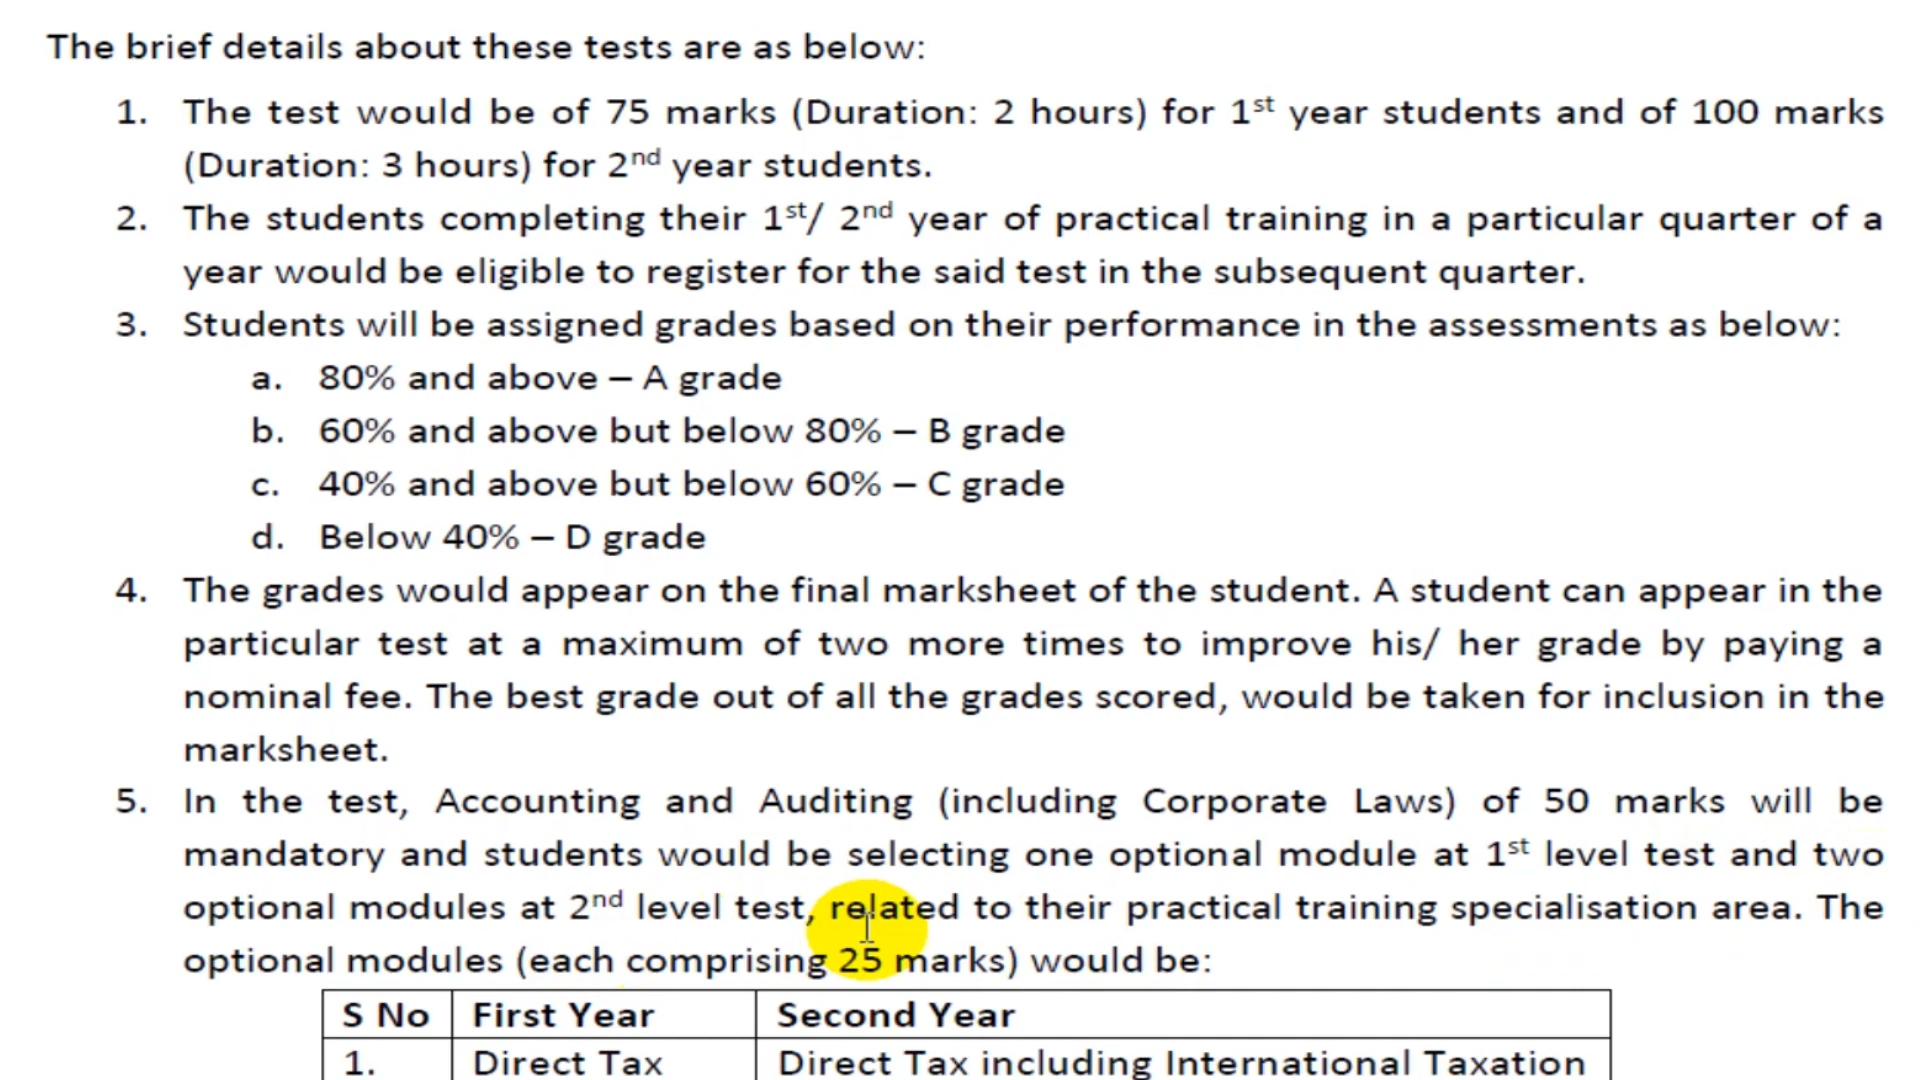 The brief details about these tests are as below:
1. The test would be of 75 marks (Duration: 2 hours) for 1st year students and of 100 marks
(Duration: 3 hours) for 2nd year students.
2. The students completing their 1st/ 2nd year of practical training in a particular quarter of a
year would be eligible to register for the said test in the subsequent quarter.
3. Students will be assigned grades based on their performance in the assessments as below:
a. 80% and above – A grade
b. 60% and above but below 80% – B grade
c. 40% and above but below 60% – C grade
d. Below 40% – D grade
4. The grades would appear on the final marksheet of the student. A student can appear in the
particular test at a maximum of two more times to improve his/ her grade by paying a
nominal fee. The best grade out of all the grades scored, would be taken for inclusion in the
marksheet.
5. In the test, Accounting and Auditing (including Corporate Laws) of 50 marks will be
mandatory and students would be selecting one optional module at 1st level test and two
optional modules at 2nd level test, related to their practical training specialisation area. The
optional modules (each comprising 25 marks) would be:
S No First Year Second Year
1. Direct Tax Direct Tax including International Taxation